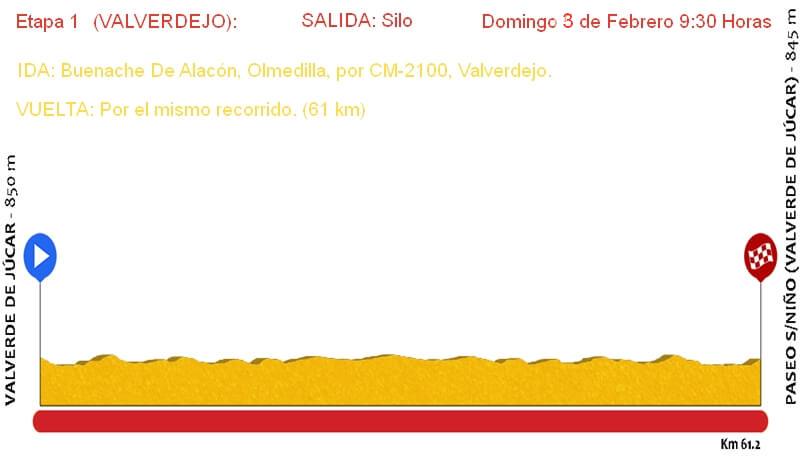 Etapa 1 (VALVERDEJO): SALIDA: Silo Domingo 3 de Febrero 9:30 Horas
IDA: Buenache De Alacón, Olmedilla, por CM-2100, Valverdejo.
VUELTA: Por el mismo recorrido. (61 km)
VALVERDE DE JÚCAR - 850 m
PASEO S/NIÑO (VALVERDE DE JÚCAR) - 845 m
Km 61.2